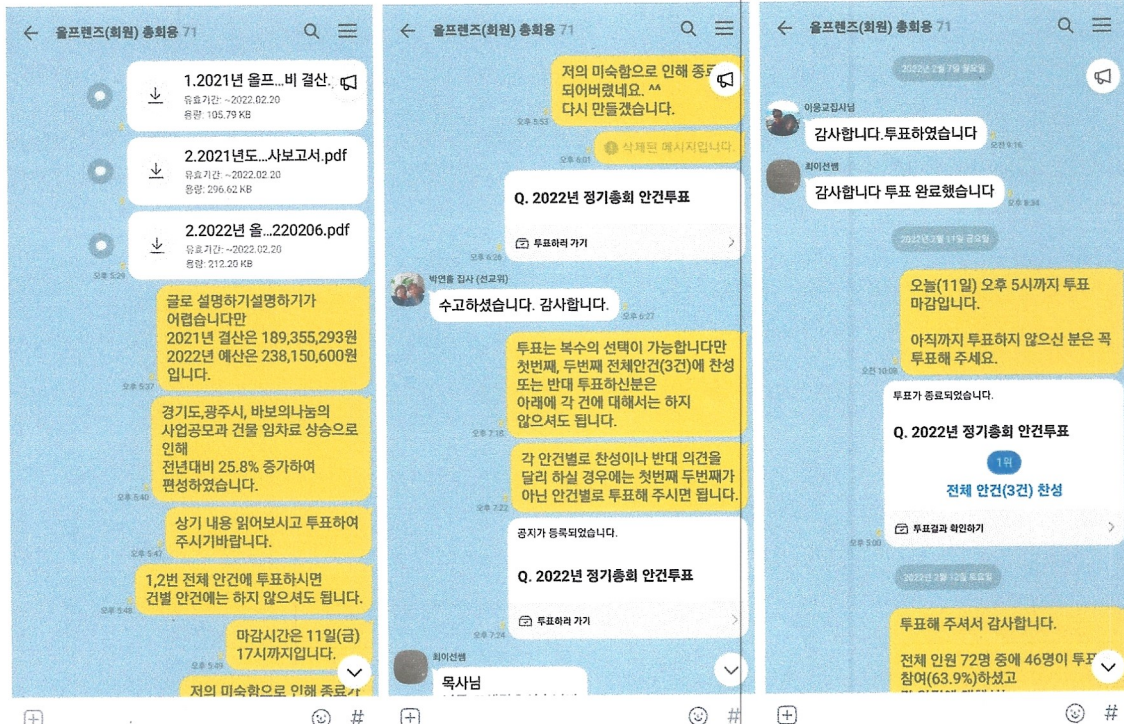 올프렌즈(회원) 총회용 71
1.2021년 올프...비 결산.
유효기간: ~2022.02.20
용량: 105.79 KB
2.2021년도...사보고서.pdf
유효기간: ~2022.02.20
용량: 296.62 KB
2.2022년 올...220206.pdf
유효기간: ~2022.02.20
용량: 212.20 KB
오후 5:29
글로 설명하기설명하기가
어렵습니다만
2021년 결산은 189,355,293원
2022년 예산은 238,150,600원
입니다.
오후 5:37
경기도,광주시, 바보의나눔의
사업공모과 건물 임차료 상승으로
인해
전년대비 25.8% 증가하여
편성하였습니다.
오후 5:40
상기 내용 읽어보시고 투표하여
주시기바랍니다.
오후 5:47
1,2번 전체 안건에 투표하시면
건별 안건에는 하지 않으셔도 됩니다.
오후 5:48
마감시간은 11일(금)
17시까지입니다.
오후 5:49
저의 미숙함으로 인해 종료가
#
올프렌즈(회원) 총회용 71
저의 미숙함으로 인해 종료
되어버렸네요. ^^
다시 만들겠습니다.
오후 5:53
삭제된 메시지입니다.
오후 6:01
Q. 2022년 정기총회 안건투표
투표하러 가기
오후 6:26
박연홀 집사 (선교위)
수고하셨습니다. 감사합니다.
오후 6:27
투표는 복수의 선택이 가능합니다만
첫번째, 두번째 전체안건(3건)에 찬성
또는 반대 투표하신분은
아래에 각 건에 대해서는 하지
않으셔도 됩니다.
오후 7:18
각 안건별로 찬성이나 반대 의견을
달리 하실 경우에는 첫번째 두번째가
아닌 안건별로 투표해 주시면 됩니다.
오후 7:22
공지가 등록되었습니다.
Q. 2022년 정기총회 안건투표
투표하러 가기
오후 7:24
최이선쌤
목사님
#
올프렌즈(회원) 총회용 71
2022년 2월 7일 월요일
이응교집사님
감사합니다.투표하였습니다
오전 9:16
최이선쌤
감사합니다 투표 완료했습니다
오후 8:34
2022년 2월 11일 금요일
오늘(11일) 오후 5시까지 투표
마감입니다.
아직까지 투표하지 않으신 분은 꼭
투표해 주세요.
오전 10:08
투표가 종료되었습니다.
Q. 2022년 정기총회 안건투표
1위
전체 안건(3건) 찬성
투표결과 확인하기
오후 5:00
2022년 2월 12일 토요일
투표해 주셔서 감사합니다.
전체 인원 72명 중에 46명이 투표
참여(63.9%)하셨고
#